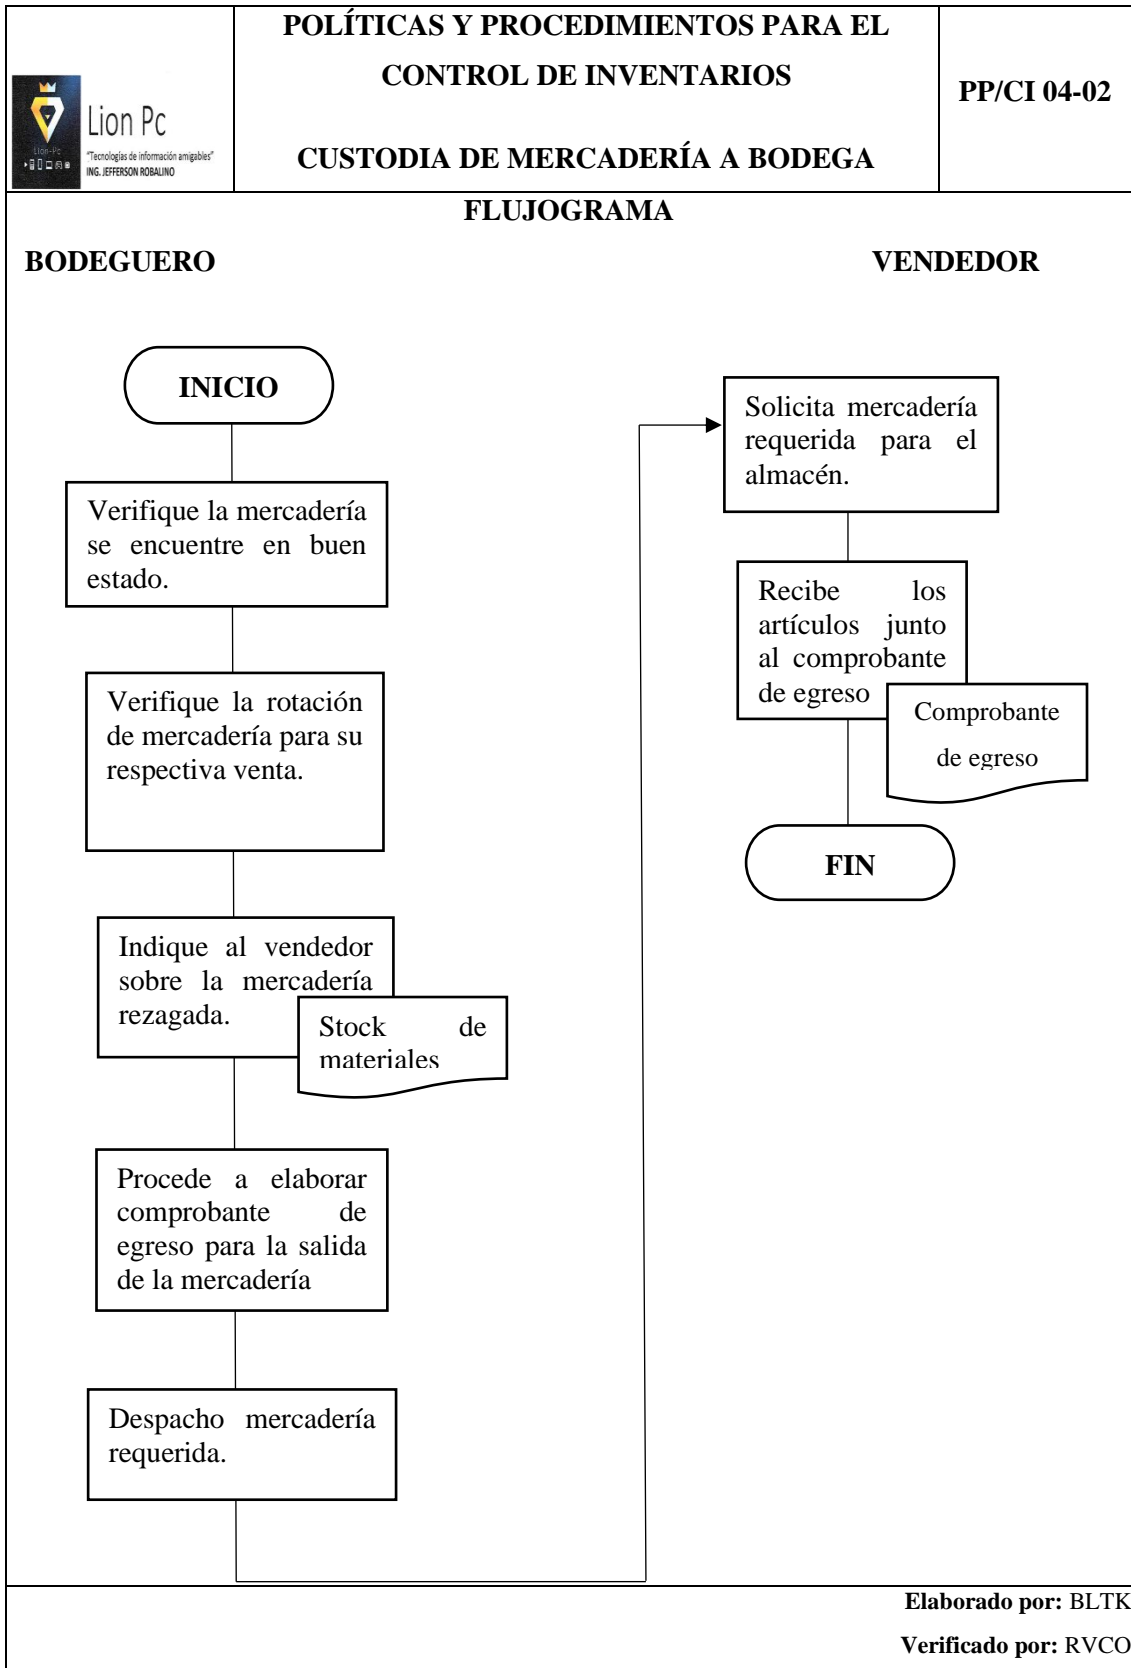 Lion-Pc
Lion Pc
"Tecnologías de información amigables"
ING. JEFFERSON ROBALINO
POLÍTICAS Y PROCEDIMIENTOS PARA EL
CONTROL DE INVENTARIOS
CUSTODIA DE MERCADERÍA A BODEGA
PP/CI 04-02
FLUJOGRAMA
BODEGUERO
VENDEDOR
INICIO
Verifique la mercadería
se encuentre en buen
estado.
Verifique la rotación
de mercadería para su
respectiva venta.
Indique al vendedor
sobre la mercadería
rezagada.
Stock de
materiales
Procede a elaborar
comprobante de
egreso para la salida
de la mercadería
Despacho mercadería
requerida.
Solicita mercadería
requerida para el
almacén.
Recibe los
artículos junto
al comprobante
de egreso
Comprobante
de egreso
FIN
Elaborado por: BLTK
Verificado por: RVCO